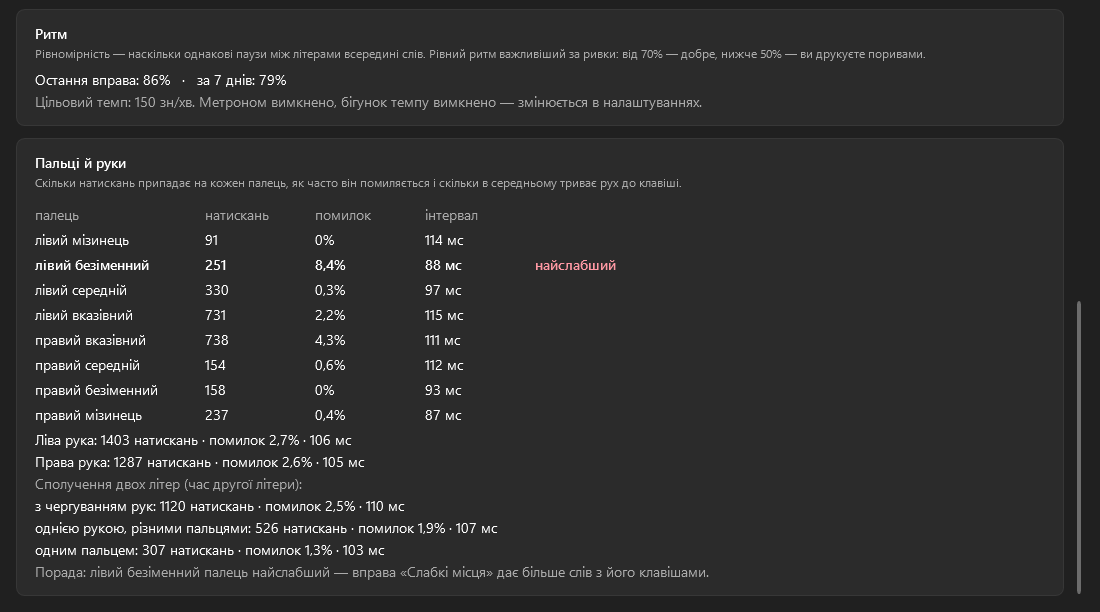 Ритм
Рівномірність — наскільки однакові паузи між літерами всередині слів. Рівний ритм важливіший за ривки: від 70% — добре, нижче 50% — ви друкуєте поривами.
Остання вправа: 86% · за 7 днів: 79%
Цільовий темп: 150 зн/хв. Метроном вимкнено, бігунок темпу вимкнено — змінюється в налаштуваннях.
Пальці й руки
Скільки натискань припадає на кожен палець, як часто він помиляється і скільки в середньому триває рух до клавіші.
палець натискань помилок інтервал
лівий мізинець 91 0% 114 мс
лівий безіменний 251 8,4% 88 мс найслабший
лівий середній 330 0,3% 97 мс
лівий вказівний 731 2,2% 115 мс
правий вказівний 738 4,3% 111 мс
правий середній 154 0,6% 112 мс
правий безіменний 158 0% 93 мс
правий мізинець 237 0,4% 87 мс
Ліва рука: 1403 натискань · помилок 2,7% · 106 мс
Права рука: 1287 натискань · помилок 2,6% · 105 мс
Сполучення двох літер (час другої літери):
з чергуванням рук: 1120 натискань · помилок 2,5% · 110 мс
однією рукою, різними пальцями: 526 натискань · помилок 1,9% · 107 мс
одним пальцем: 307 натискань · помилок 1,3% · 103 мс
Порада: лівий безіменний палець найслабший — вправа «Слабкі місця» дає більше слів з його клавішами.